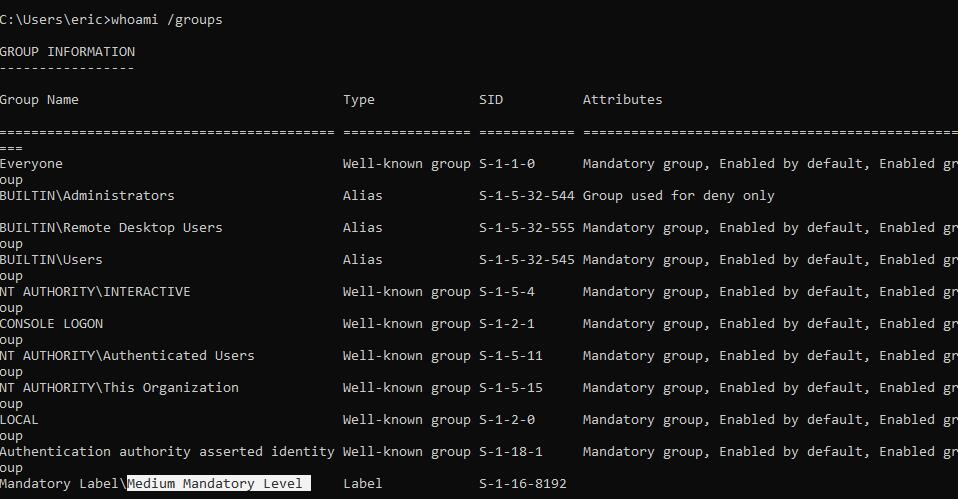 C:\Users\eric>whoami /groups
GROUP INFORMATION
-----------------
Group Name                                 Type             SID          Attributes
========================================== ================ ============ ===============================================
===
Everyone                                   Well-known group S-1-1-0      Mandatory group, Enabled by default, Enabled gr
oup
BUILTIN\Administrators                     Alias            S-1-5-32-544 Group used for deny only
BUILTIN\Remote Desktop Users               Alias            S-1-5-32-555 Mandatory group, Enabled by default, Enabled gr
oup
BUILTIN\Users                              Alias            S-1-5-32-545 Mandatory group, Enabled by default, Enabled gr
oup
NT AUTHORITY\INTERACTIVE                   Well-known group S-1-5-4      Mandatory group, Enabled by default, Enabled gr
oup
CONSOLE LOGON                              Well-known group S-1-2-1      Mandatory group, Enabled by default, Enabled gr
oup
NT AUTHORITY\Authenticated Users           Well-known group S-1-5-11     Mandatory group, Enabled by default, Enabled gr
oup
NT AUTHORITY\This Organization             Well-known group S-1-5-15     Mandatory group, Enabled by default, Enabled gr
oup
LOCAL                                      Well-known group S-1-2-0      Mandatory group, Enabled by default, Enabled gr
oup
Authentication authority asserted identity Well-known group S-1-18-1     Mandatory group, Enabled by default, Enabled gr
oup
Mandatory Label\Medium Mandatory Level     Label            S-1-16-8192